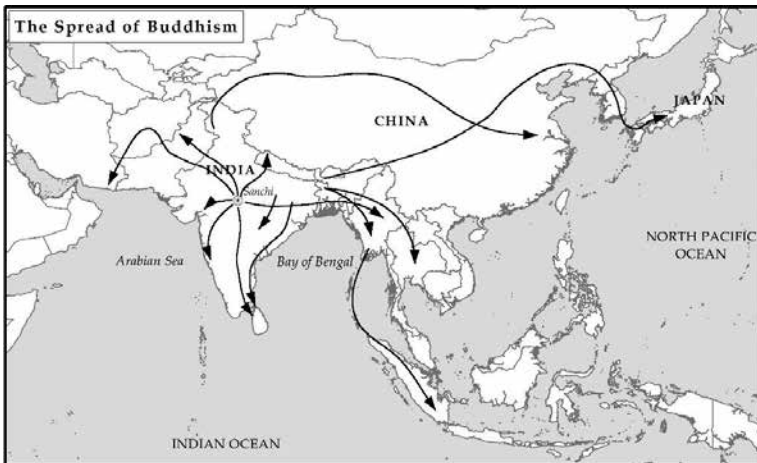 The Spread of Buddhism
CHINA
JAPAN
INDIA
Sanchi
Arabian Sea
Bay of Bengal
NORTH PACIFIC
OCEAN
INDIAN OCEAN